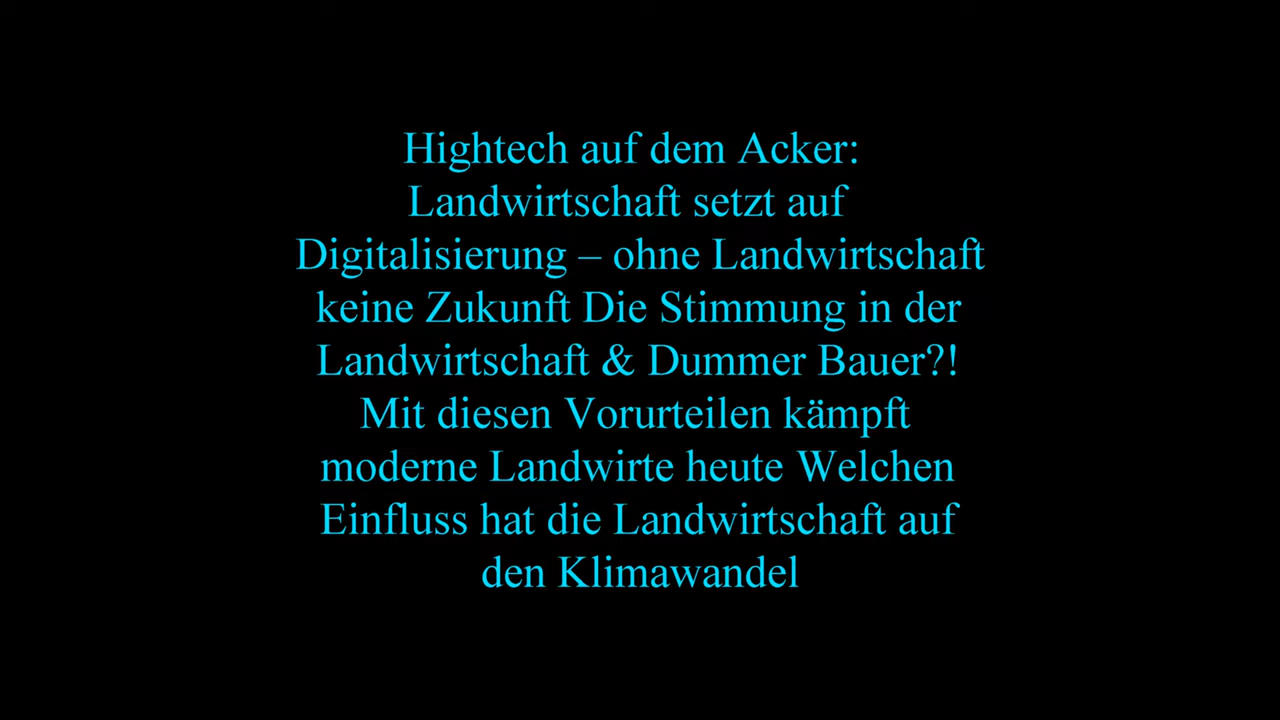 Hightech auf dem Acker:
Landwirtschaft setzt auf
Digitalisierung – ohne Landwirtschaft
keine Zukunft Die Stimmung in der
Landwirtschaft & Dummer Bauer?!
Mit diesen Vorurteilen kämpft
moderne Landwirte heute Welchen
Einfluss hat die Landwirtschaft auf
den Klimawandel